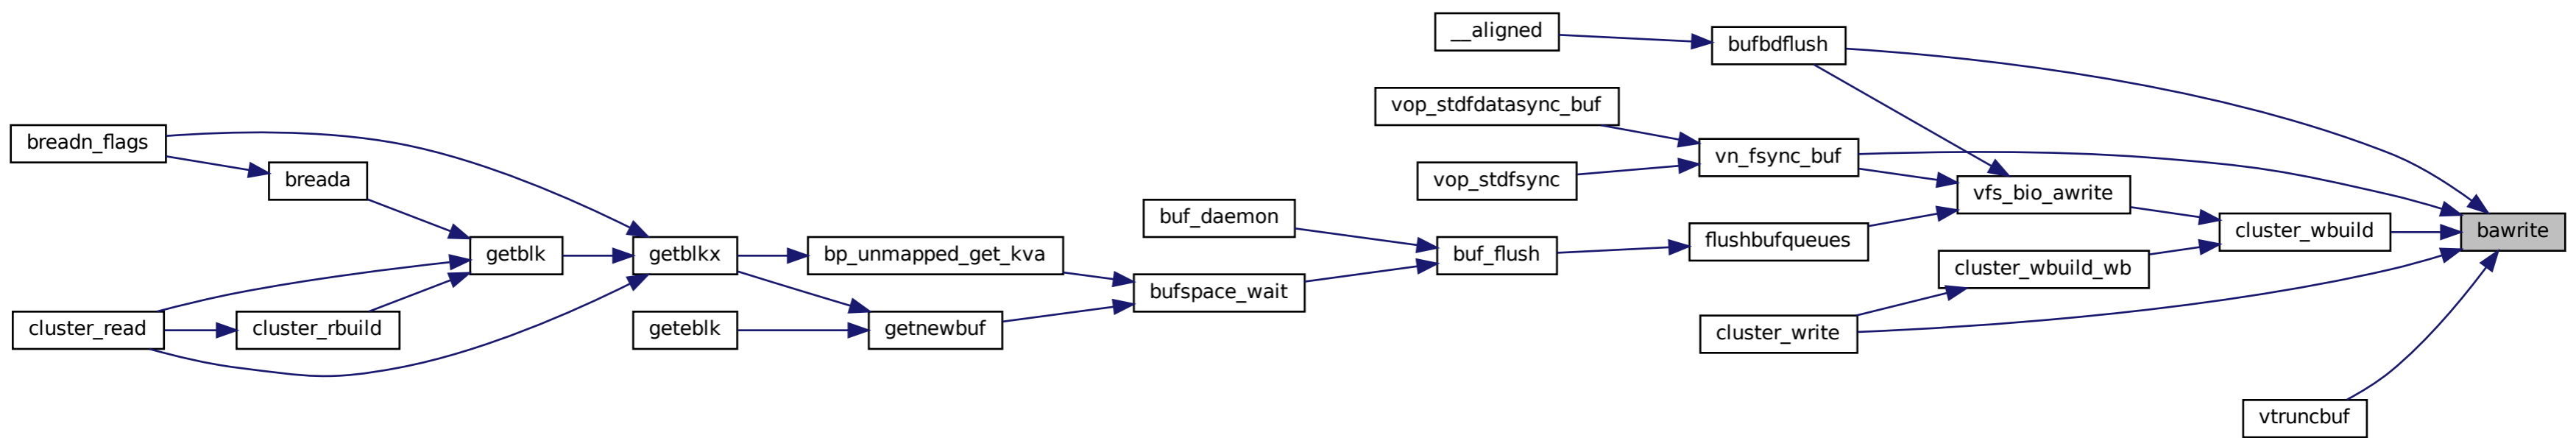 __aligned
bufbdflush
vop_stdfdatasync_buf
breadn_flags
vn_fsync_buf
breada
vop_stdfsync
vfs_bio_awrite
buf_daemon
cluster_wbuild
bawrite
flushbufqueues
getblk
getblkx
bp_unmapped_get_kva
buf_flush
cluster_wbuild_wb
bufspace_wait
cluster_read
cluster_rbuild
geteblk
getnewbuf
cluster_write
vtruncbuf